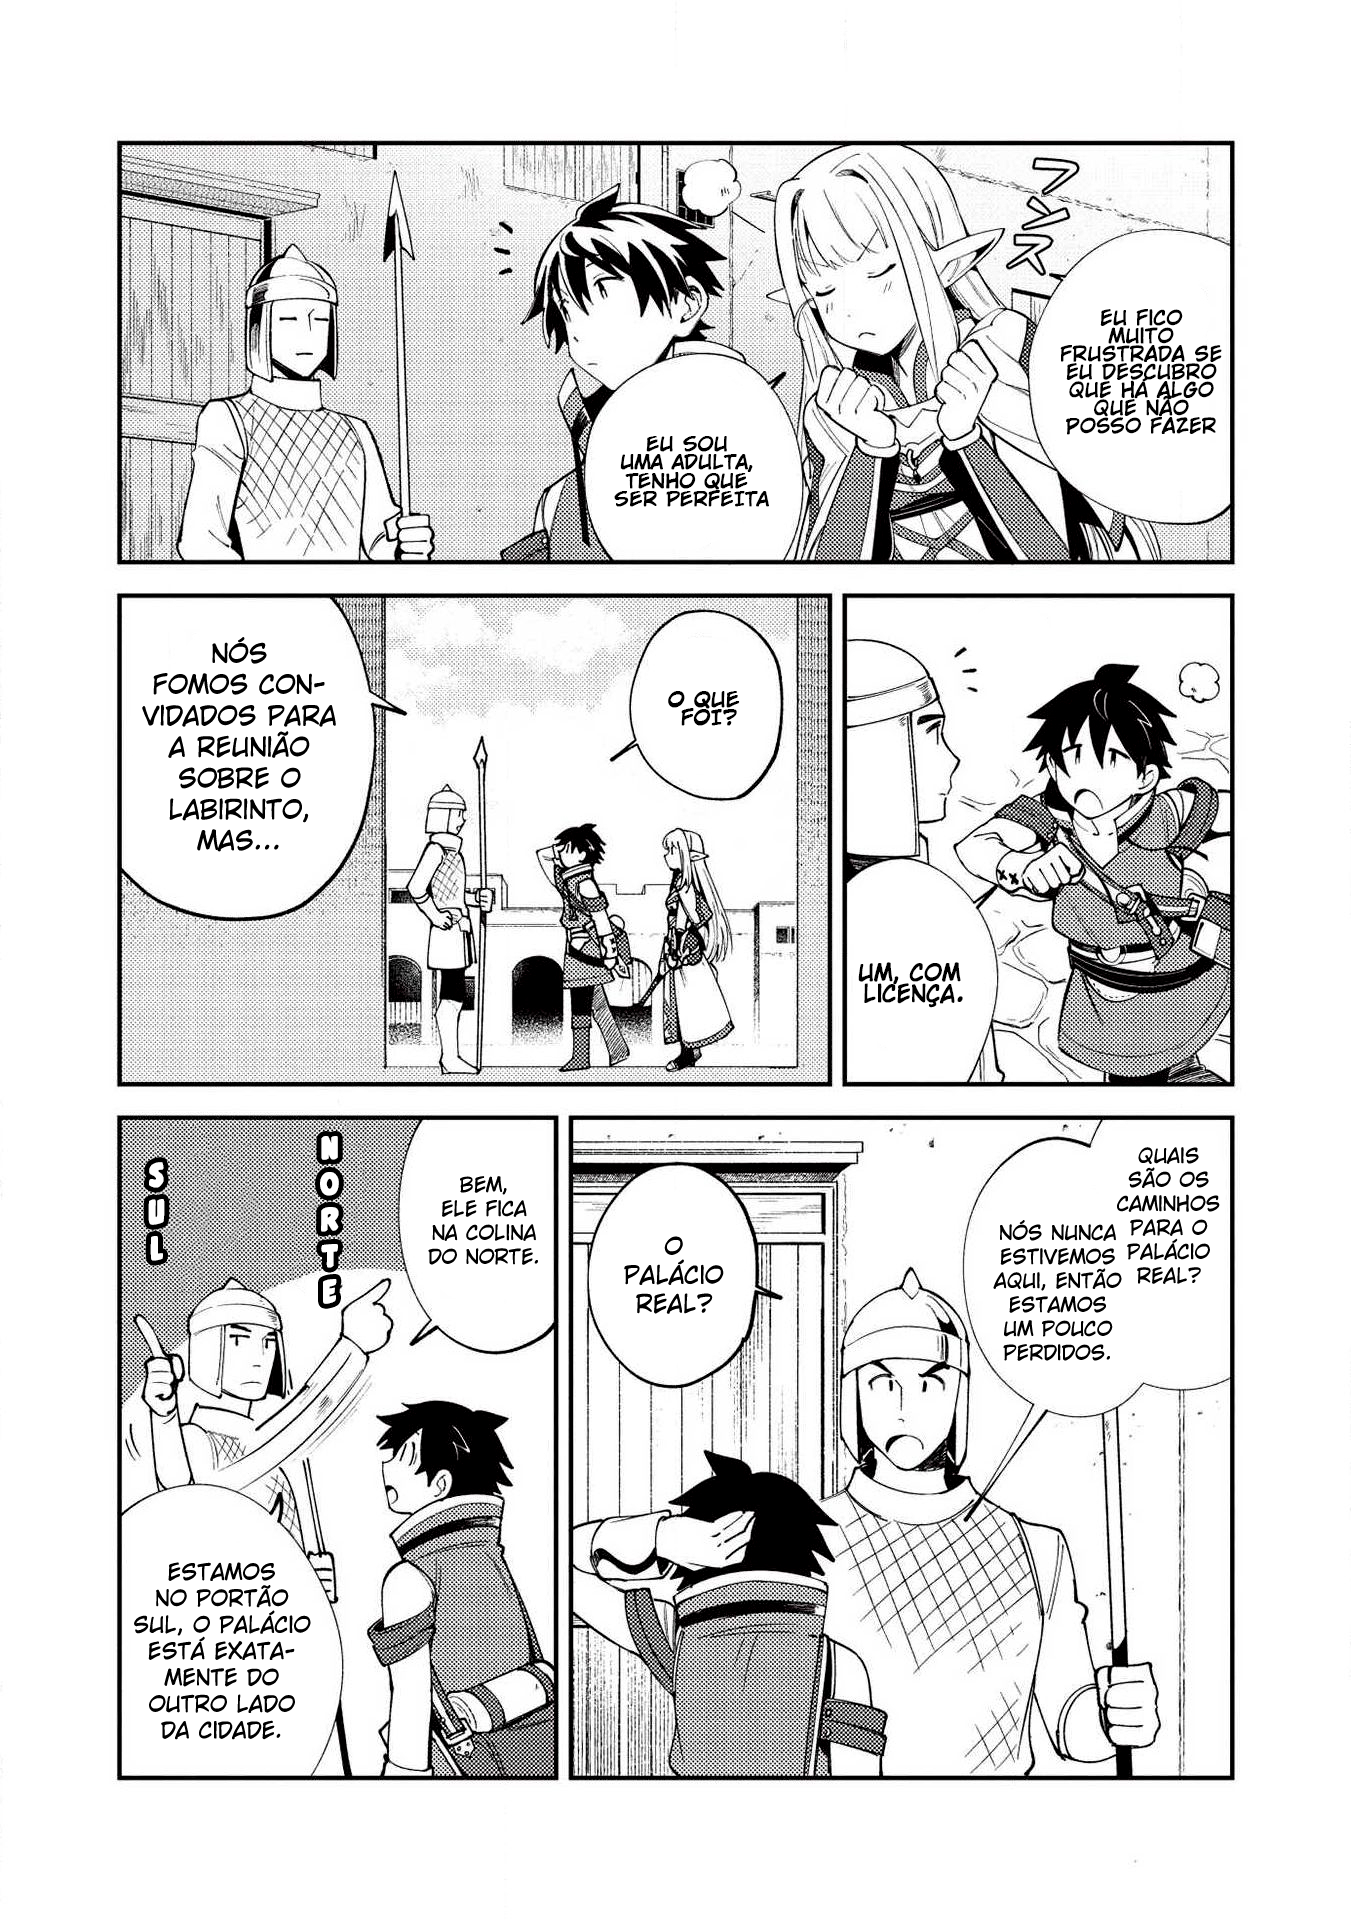 フンス
EU FICO
MUITO
FRUSTRADA SE
EU DESCUBRO
QUE HÁ ALGO
QUE NÃO
POSSO FAZER
EU SOU
UMA ADULTA,
TENHO QUE
SER PERFEITA
UM, COM
LICENÇA.
O QUE
FOI?
NÓS
FOMOS CON-
VIDADOS PARA
A REUNIÃO
SOBRE O
LABIRINTO,
MAS...
QUAIS
SÃO OS
CAMINHOS
PARA O
PALÁCIO
REAL?
NÓS NUNCA
ESTIVEMOS
AQUI, ENTÃO
ESTAMOS
UM POUCO
PERDIDOS.
O
PALÁCIO
REAL?
BEM,
ELE FICA
NA COLINA
DO NORTE.
NORTE
SUL
ESTAMOS
NO PORTÃO
SUL, O PALÁCIO
ESTÁ EXATA-
MENTE DO
OUTRO LADO
DA CIDADE.